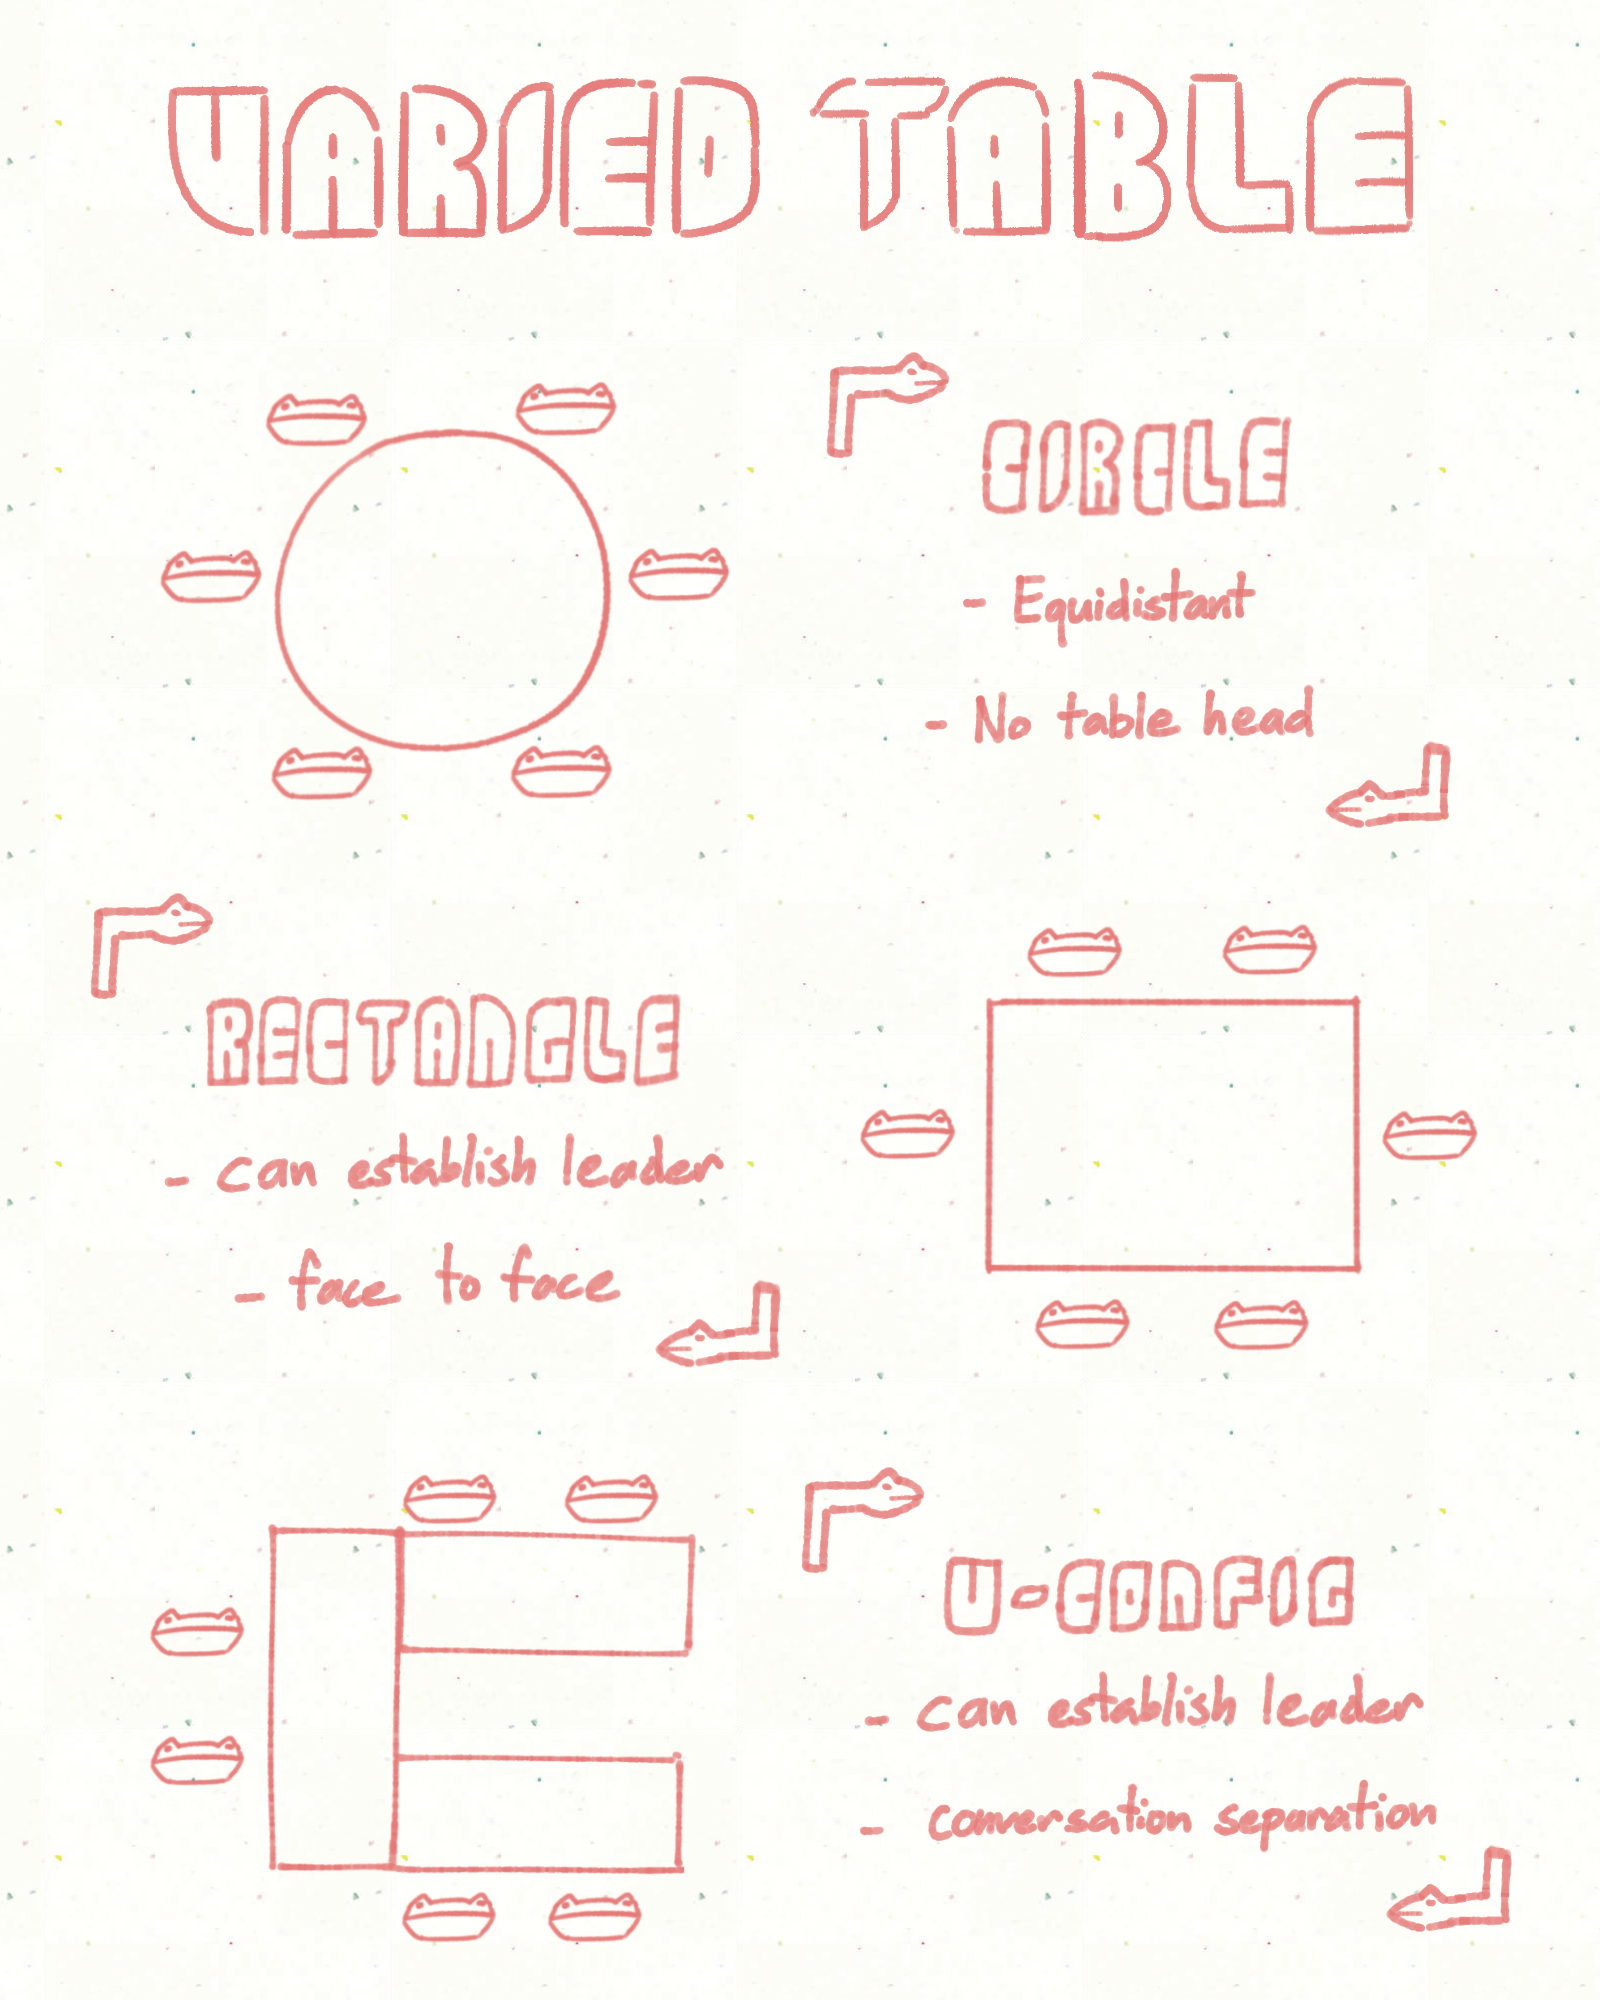 VARIED TABLE
CIRCLE
- Equidistant
- No table head
RECTANGLE
- can establish leader
- face to face
U-CONFIG
- can establish leader
- conversation separation